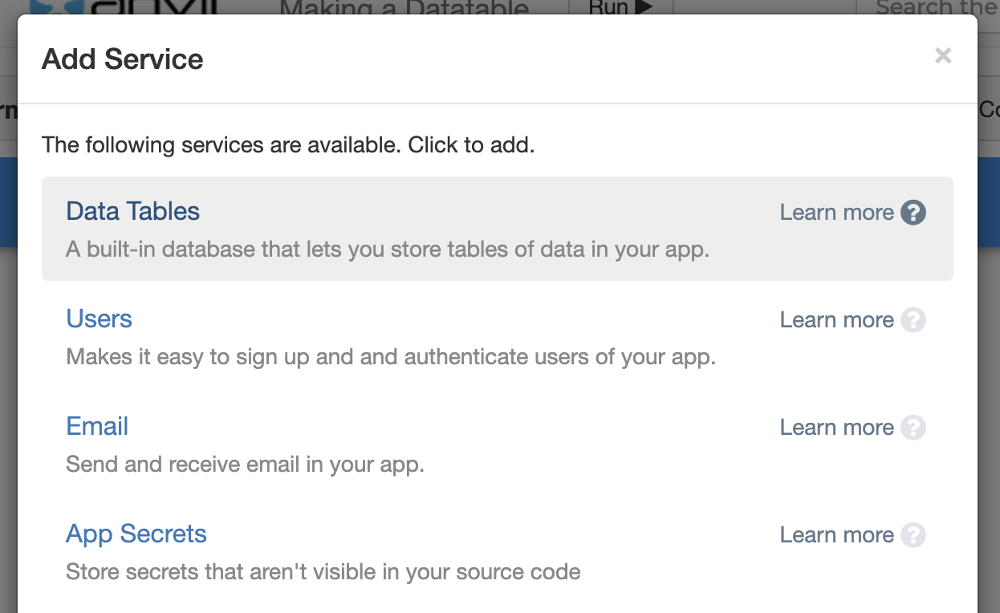 anvil
Making a Datatable
Run
Search the
Add Service
×
The following services are available. Click to add.
Data Tables
Learn more ?
A built-in database that lets you store tables of data in your app.
Users
Learn more ?
Makes it easy to sign up and and authenticate users of your app.
Email
Learn more ?
Send and receive email in your app.
App Secrets
Learn more ?
Store secrets that aren't visible in your source code